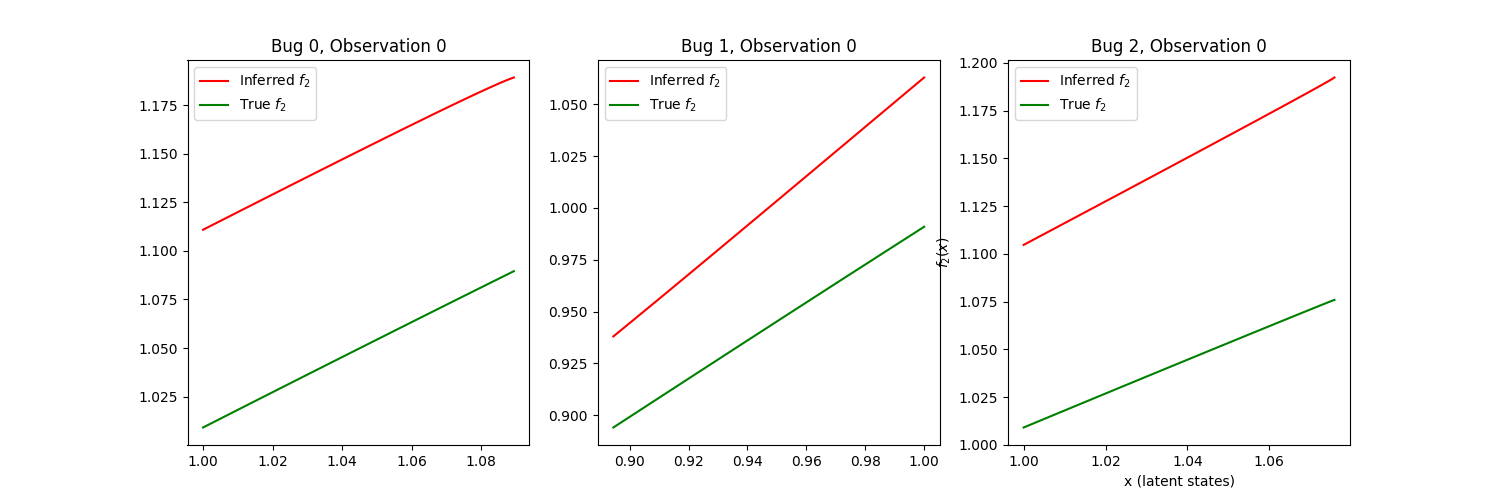 Bug 0, Observation 0
Inferred f₂
True f₂
1.175
1.150
1.125
1.100
1.075
1.050
1.025
1.00 1.02 1.04 1.06 1.08
Bug 1, Observation 0
Inferred f₂
True f₂
1.050
1.025
1.000
0.975
0.950
0.925
0.900
0.90 0.92 0.94 0.96 0.98 1.00
Bug 2, Observation 0
Inferred f₂
True f₂
f₂(x)
1.200
1.175
1.150
1.125
1.100
1.075
1.050
1.025
1.000
1.00 1.02 1.04 1.06
x (latent states)